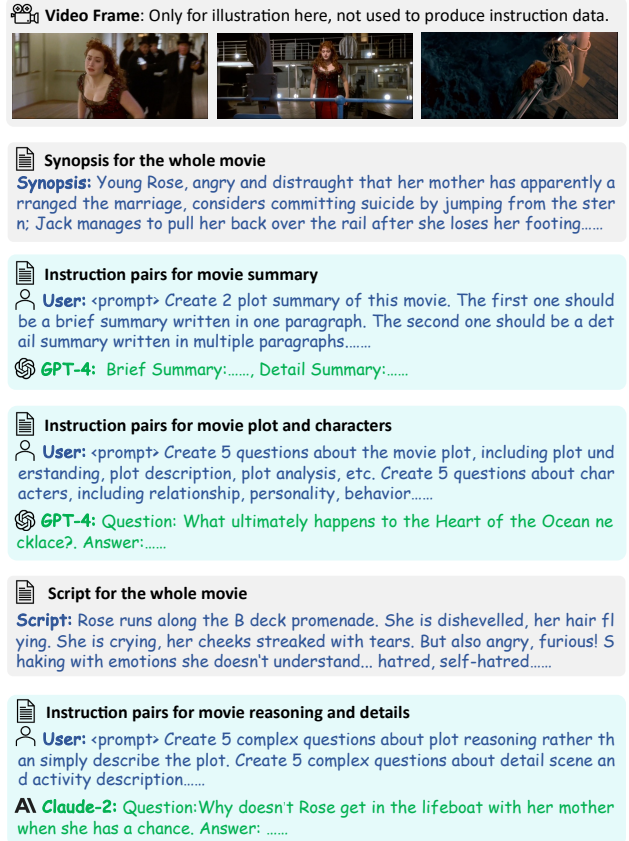 Video Frame: Only for illustration here, not used to produce instruction data.
Synopsis for the whole movie
Synopsis: Young Rose, angry and distraught that her mother has apparently a
rranged the marriage, considers committing suicide by jumping from the ster
n; Jack manages to pull her back over the rail after she loses her footing……
Instruction pairs for movie summary
User: <prompt> Create 2 plot summary of this movie. The first one should
be a brief summary written in one paragraph. The second one should be a det
ail summary written in multiple paragraphs.……
GPT-4: Brief Summary:……, Detail Summary:……
Instruction pairs for movie plot and characters
User: <prompt> Create 5 questions about the movie plot, including plot und
erstanding, plot description, plot analysis, etc. Create 5 questions about char
acters, including relationship, personality, behavior……
GPT-4: Question: What ultimately happens to the Heart of the Ocean ne
cklace?. Answer:……
Script for the whole movie
Script: Rose runs along the B deck promenade. She is dishevelled, her hair fl
ying. She is crying, her cheeks streaked with tears. But also angry, furious! S
haking with emotions she doesn't understand... hatred, self-hatred……
Instruction pairs for movie reasoning and details
User: <prompt> Create 5 complex questions about plot reasoning rather th
an simply describe the plot. Create 5 complex questions about detail scene an
d activity description……
Claude-2: Question:Why doesn't Rose get in the lifeboat with her mother
when she has a chance. Answer: ……